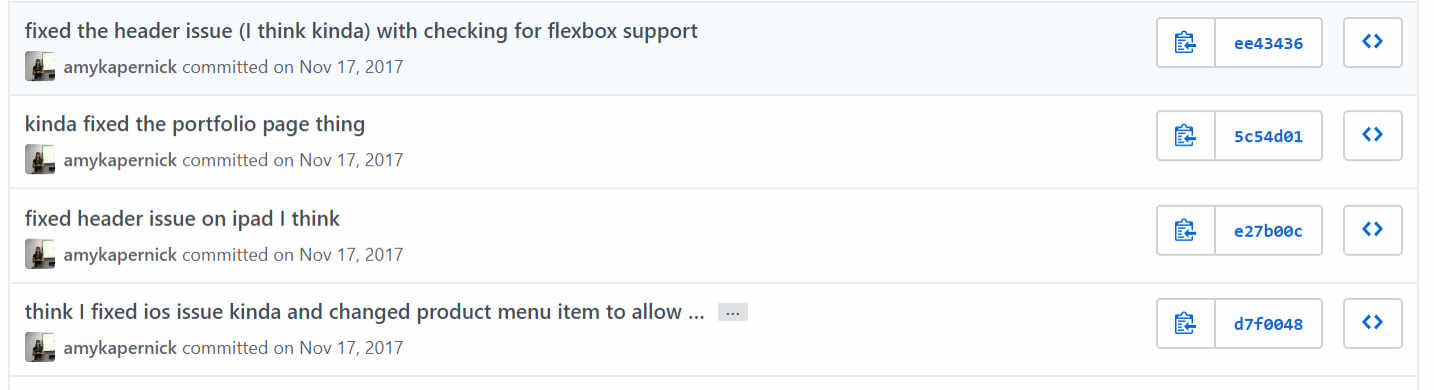 fixed the header issue (I think kinda) with checking for flexbox support
amykapernick committed on Nov 17, 2017
ee43436
kinda fixed the portfolio page thing
amykapernick committed on Nov 17, 2017
5c54d01
fixed header issue on ipad I think
amykapernick committed on Nov 17, 2017
e27b00c
think I fixed ios issue kinda and changed product menu item to allow … …
amykapernick committed on Nov 17, 2017
d7f0048